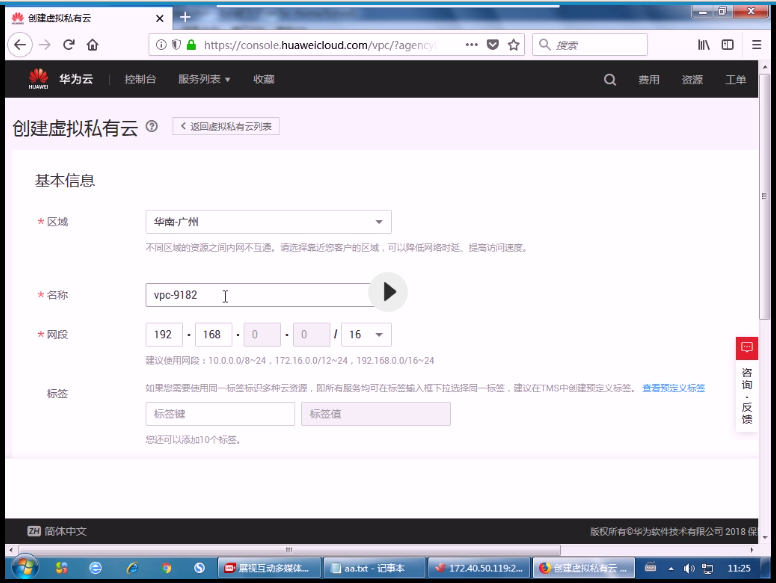 创建虚拟私有云
https://console.huaweicloud.com/vpc/?agency
搜索
HUAWEI 华为云 控制台 服务列表 收藏 费用 资源 工单
创建虚拟私有云 ? < 返回虚拟私有云列表
基本信息
* 区域 华南-广州
不同区域的资源之间内网不互通。请选择靠近您客户的区域，可以降低网络时延、提高访问速度。
* 名称 vpc-9182
* 网段 192 . 168 . 0 . 0 / 16
建议使用网段：10.0.0.0/8~24，172.16.0.0/12~24，192.168.0.0/16~24
标签 如果您需要使用同一标签标识多种云资源，即所有服务均可在标签输入框下拉选择同一标签，建议在TMS中创建预定义标签。 查看预定义标签
标签键 标签值
您还可以添加10个标签。
咨询·反馈
ZH 简体中文 版权所有©华为软件技术有限公司 2018 保
展视互动多媒体... aa.txt - 记事本 172.40.50.119:2... 创建虚拟私有云 ... 11:25